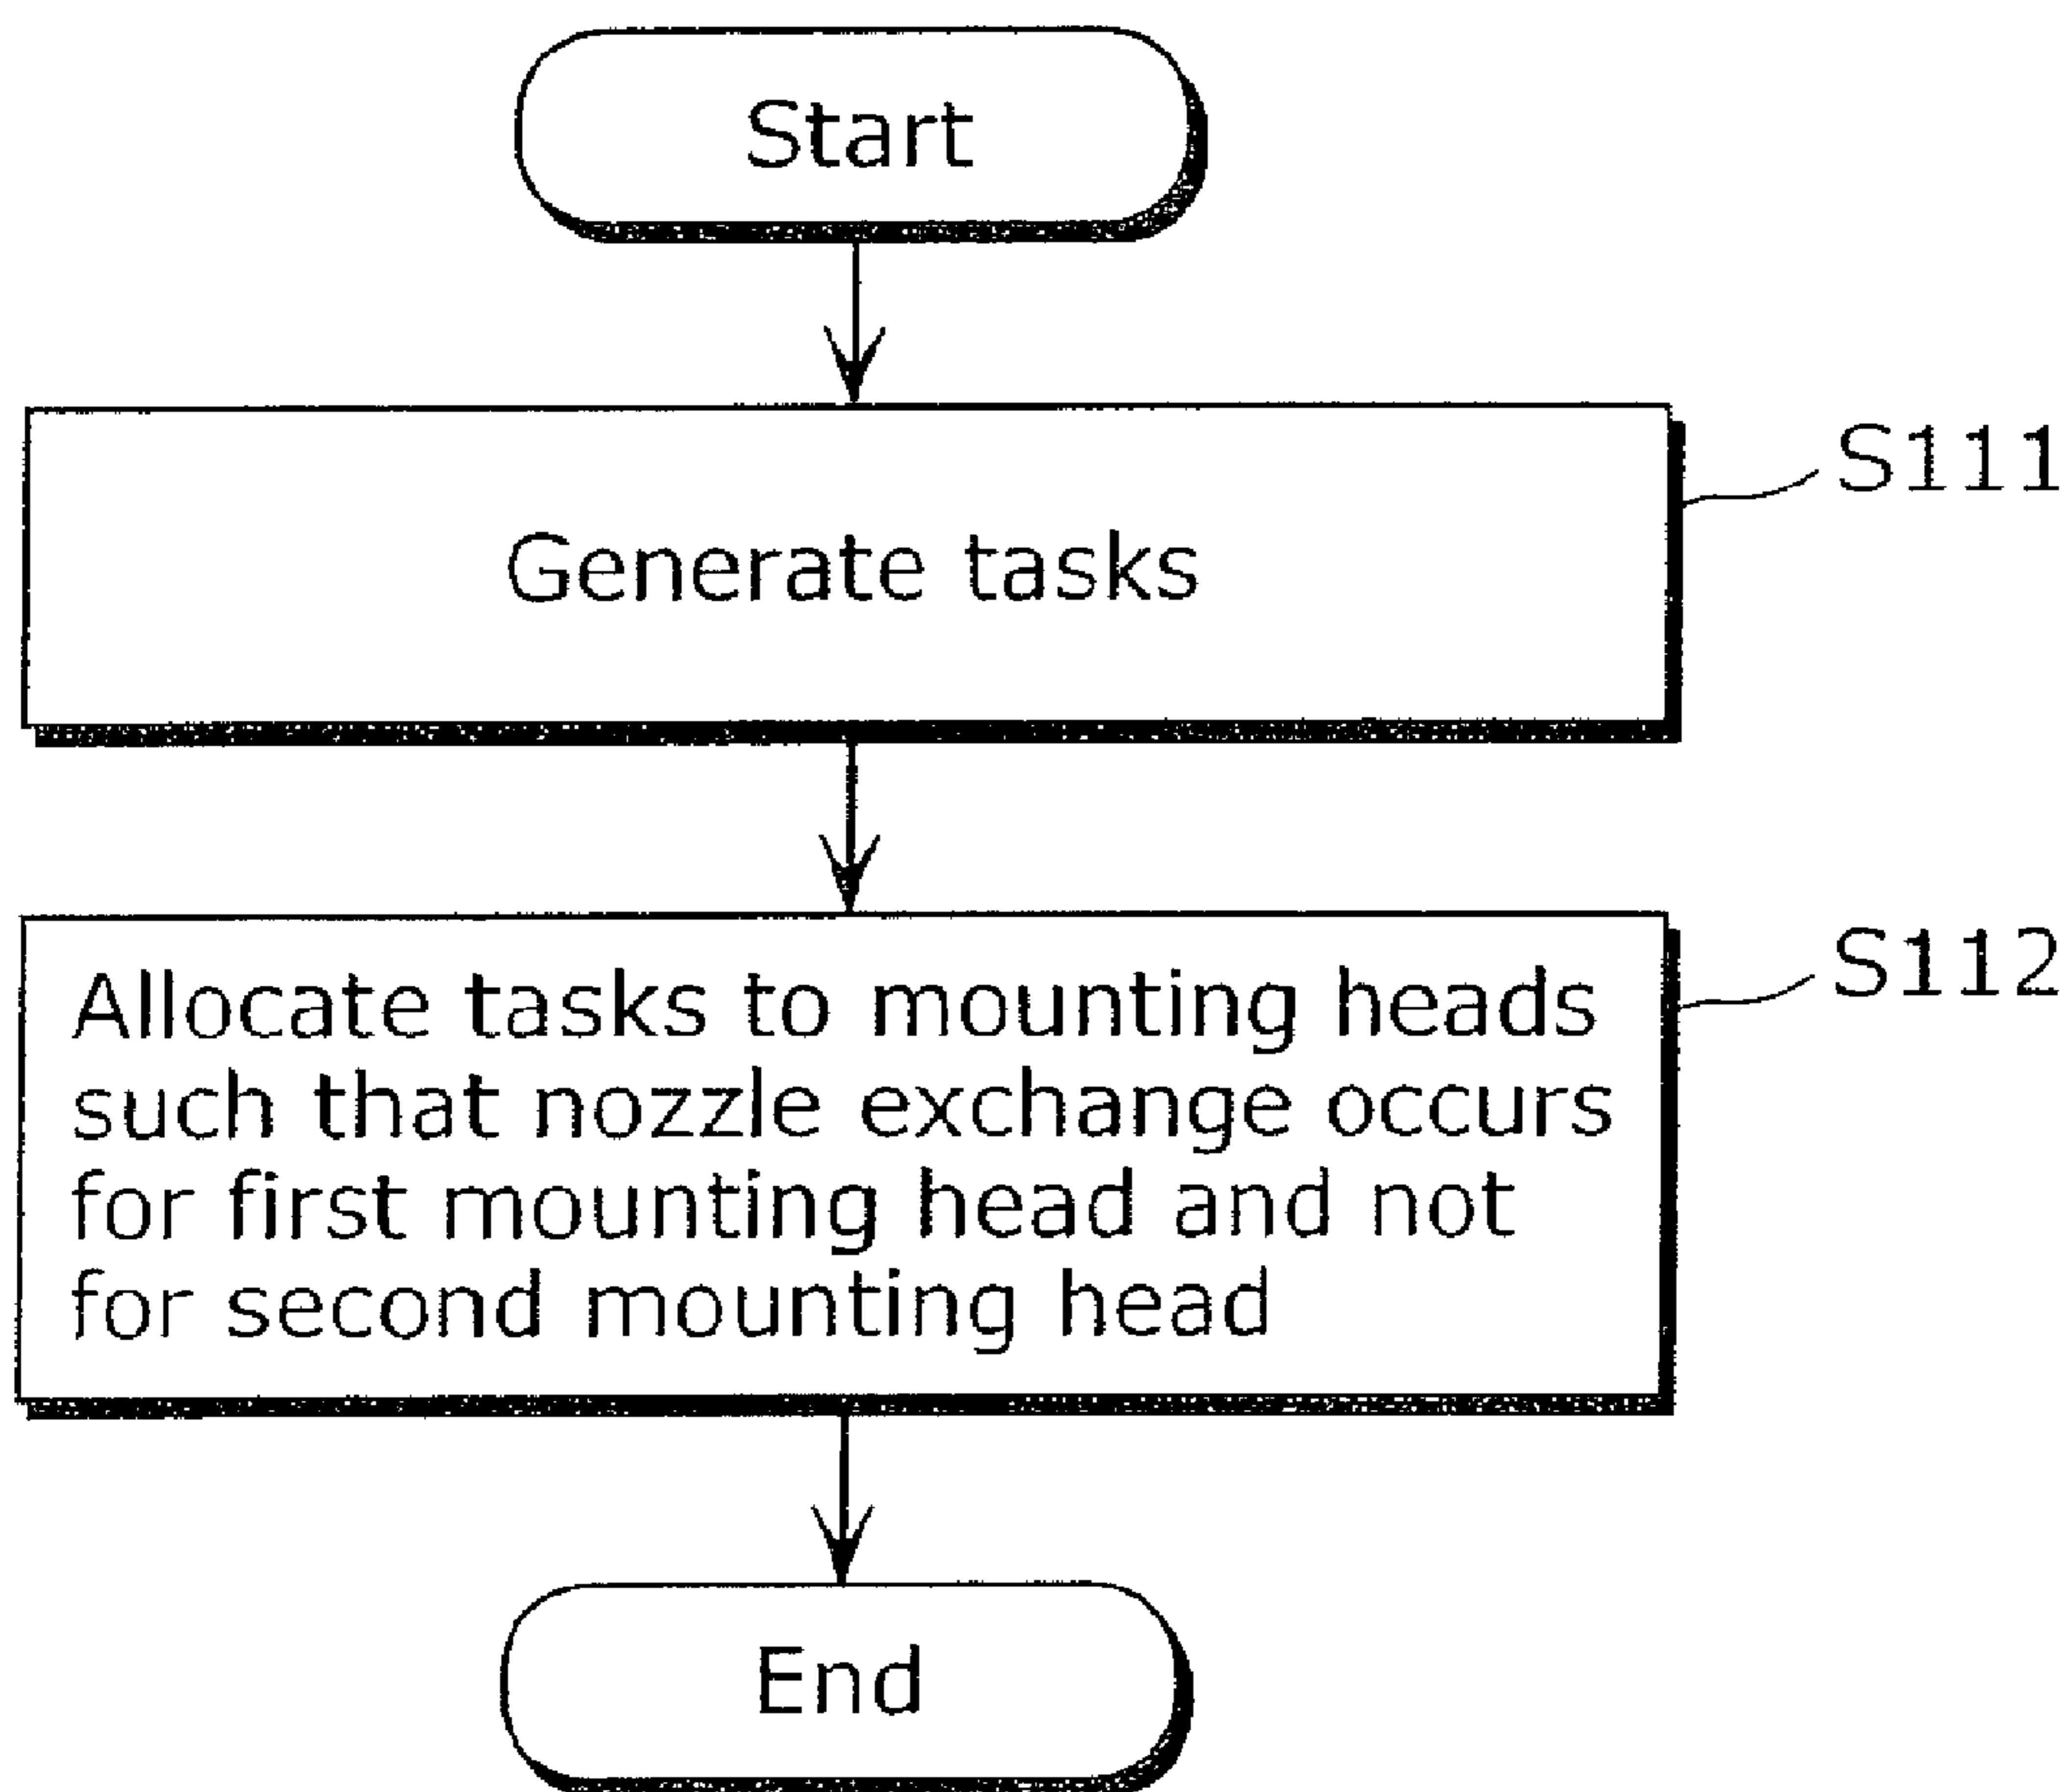 Start
S111
Generate tasks
S112
Allocate tasks to mounting heads
such that nozzle exchange occurs
for first mounting head and not
for second mounting head
End